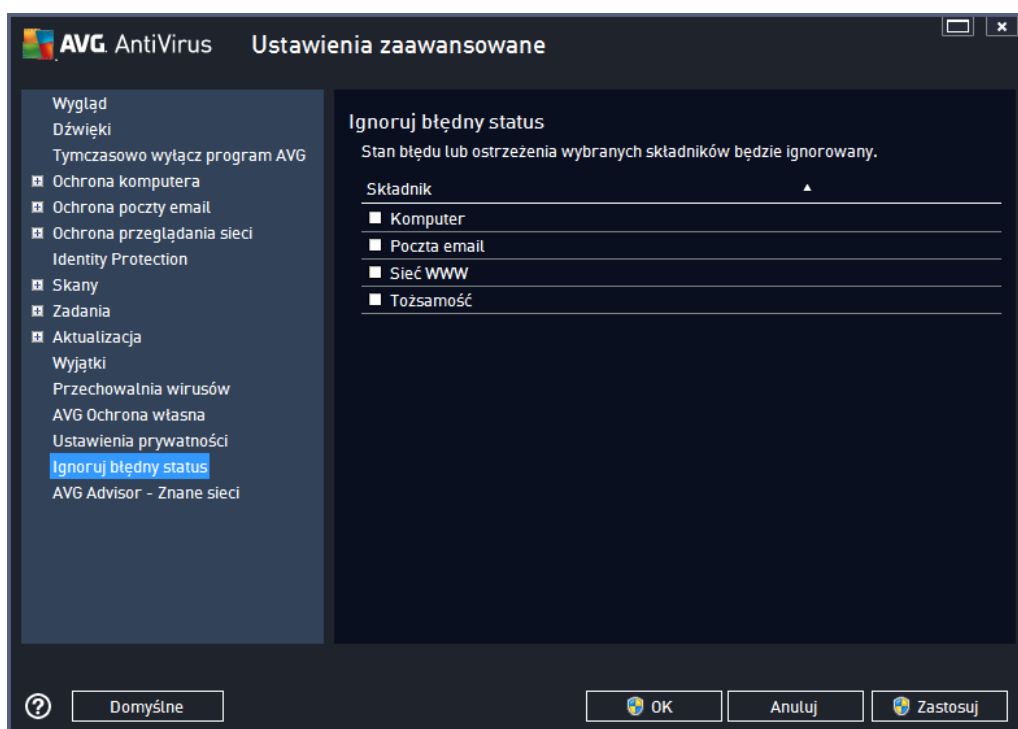 AVG AntiVirus Ustawienia zaawansowane
Wygląd
Dźwięki
Tymczasowo wyłącz program AVG
Ochrona komputera
Ochrona poczty email
Ochrona przeglądania sieci
Identity Protection
Skany
Zadania
Aktualizacja
Wyjątki
Przechowalnia wirusów
AVG Ochrona własna
Ustawienia prywatności
Ignoruj błędny status
AVG Advisor - Znane sieci
Ignoruj błędny status
Stan błędu lub ostrzeżenia wybranych składników będzie ignorowany.
Składnik
Komputer
Poczta email
Sieć WWW
Tożsamość
? Domyślne OK Anuluj Zastosuj